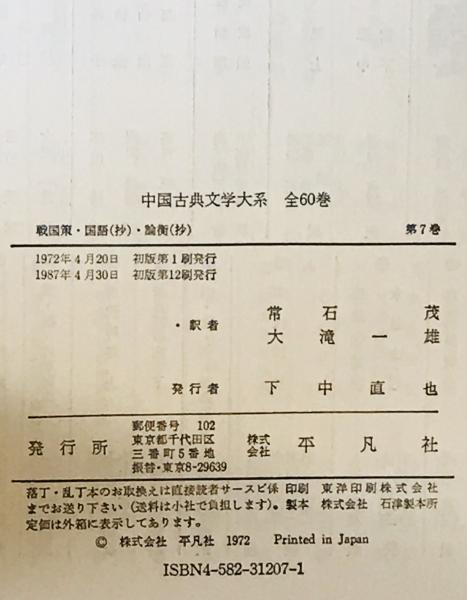 中国古典文学大系 全60巻
戦国策・国語(抄)・論衡(抄) 第7巻
1972年4月20日 初版第1刷発行
1987年4月30日 初版第12刷発行
・訳者 常石茂
大滝一雄
発行者 下中直也
発行所 郵便番号 102
東京都千代田区
三番町5番地
振替・東京8-29639
株式会社 平凡社
落丁・乱丁本のお取換えは直接読者サービス係
までお送り下さい(送料は小社で負担します)。
定価は外箱に表示してあります。
印刷 東洋印刷株式会社
製本 株式会社 石津製本所
© 株式会社 平凡社 1972 Printed in Japan
ISBN4-582-31207-1